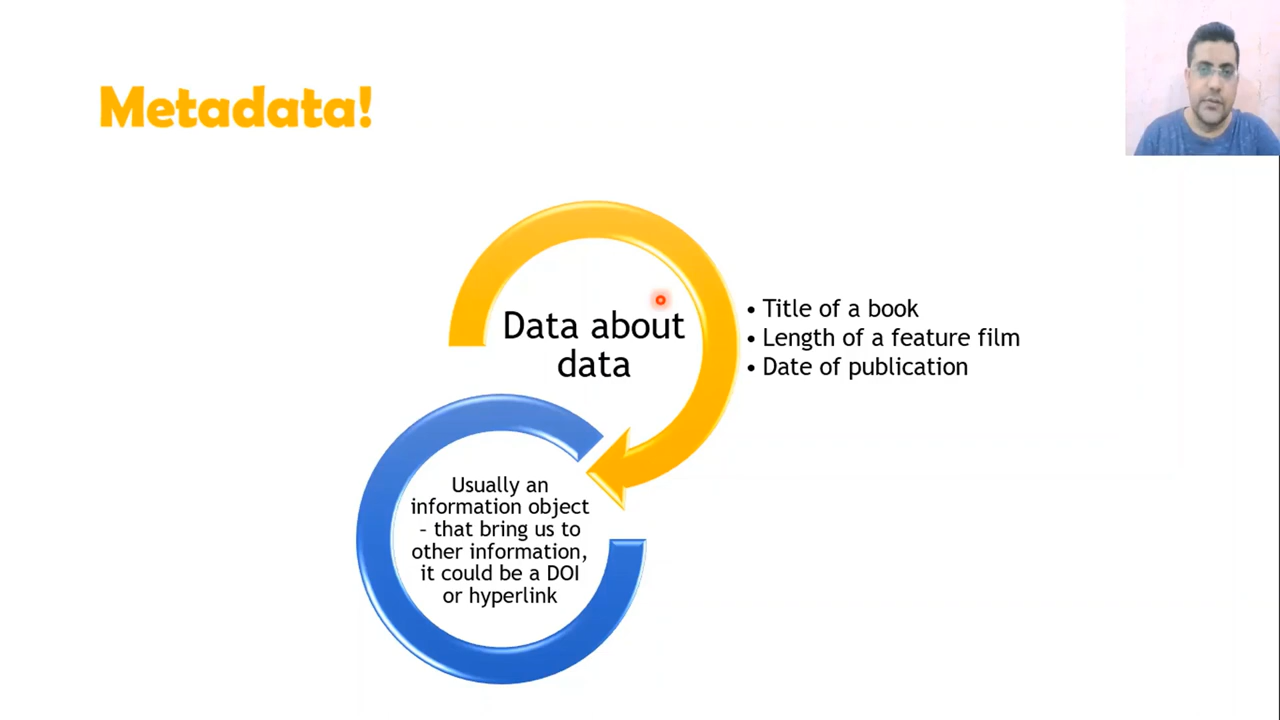 Metadata!
Data about
data
• Title of a book
• Length of a feature film
• Date of publication
Usually an
information object
– that bring us to
other information,
it could be a DOI
or hyperlink